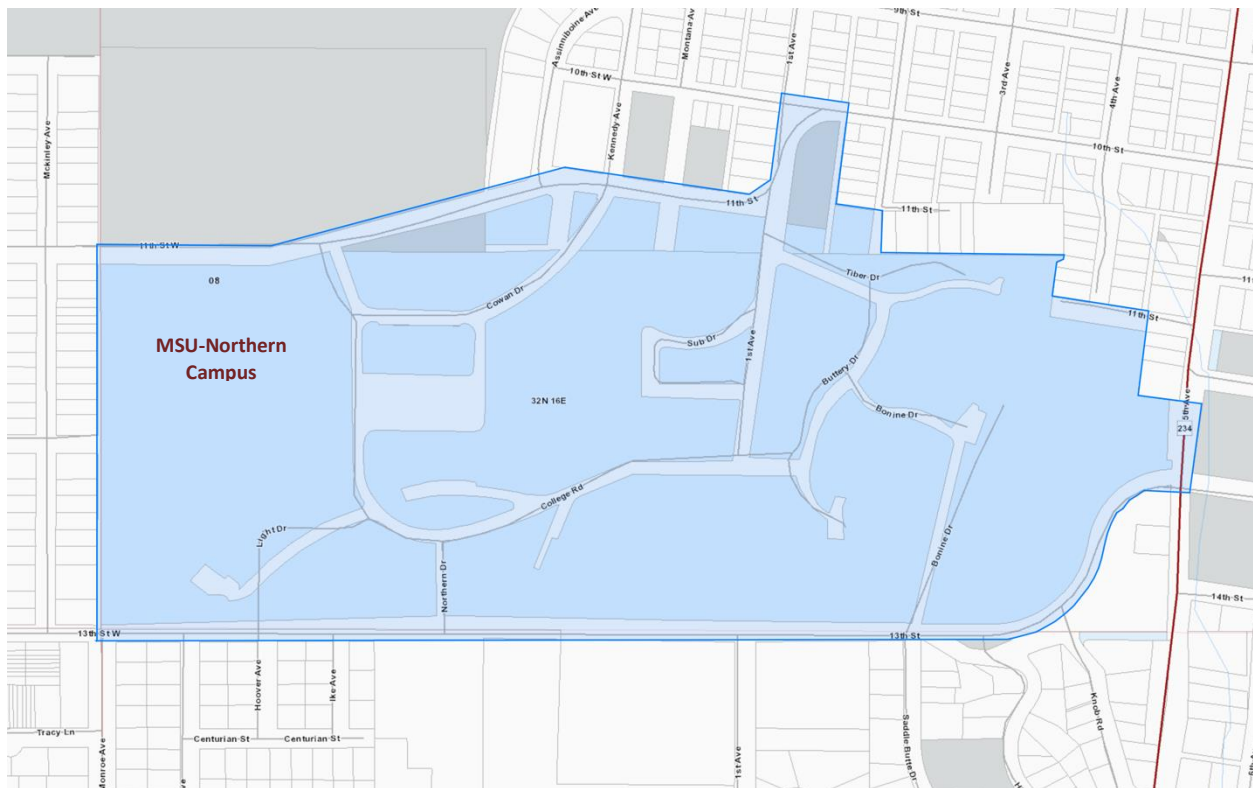 Assinniboine Ave
Montana Ave
1st Ave
9th St
10th St W
3rd Ave
4th Ave
Mckinley Ave
Kennedy Ave
10th St
11th St
11th St
11th St W
08
Tiber Dr
Cowan Dr
11th St
MSU-Northern
Campus
Sub Dr
1st Ave
Buttery Dr
32N 16E
Bonine Dr
5th Ave
234
College Rd
Light Dr
Bonine Dr
Northern Dr
14th St
13th St W
13th St
Hoover Ave
Ike Ave
Knob Rd
Tracy Ln
Centurian St
Centurian St
Monroe Ave
1st Ave
Saddle Butte Dr
6th Ave